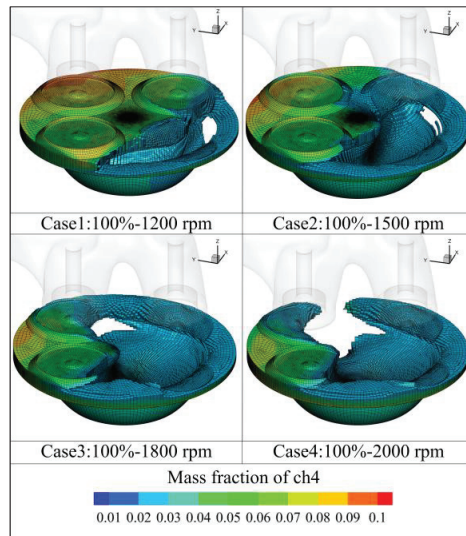 Z
Y
X
Z
Y
X
Case1:100%-1200 rpm
Case2:100%-1500 rpm
Z
Y
X
Z
Y
X
Case3:100%-1800 rpm
Case4:100%-2000 rpm
Mass fraction of ch4
0.01 0.02 0.03 0.04 0.05 0.06 0.07 0.08 0.09 0.1